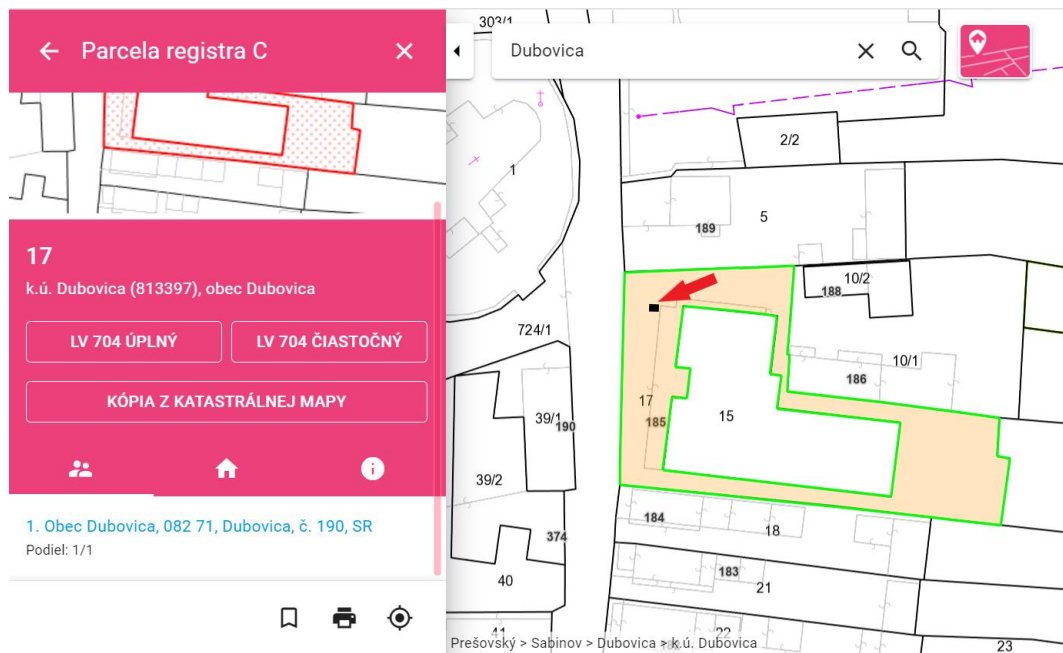 Parcela registra C
17
k.ú. Dubovica (813397), obec Dubovica
LV 704 ÚPLNÝ
LV 704 ČIASTOČNÝ
KÓPIA Z KATASTRÁLNEJ MAPY
1. Obec Dubovica, 082 71, Dubovica, č. 190, SR
Podiel: 1/1
303/1
Dubovica
2/2
1
5
189
10/2
188
724/1
10/1
186
17
185
15
39/1
190
39/2
184
18
374
183
40
21
41
22
23
Prešovský > Sabinov > Dubovica > k.ú. Dubovica